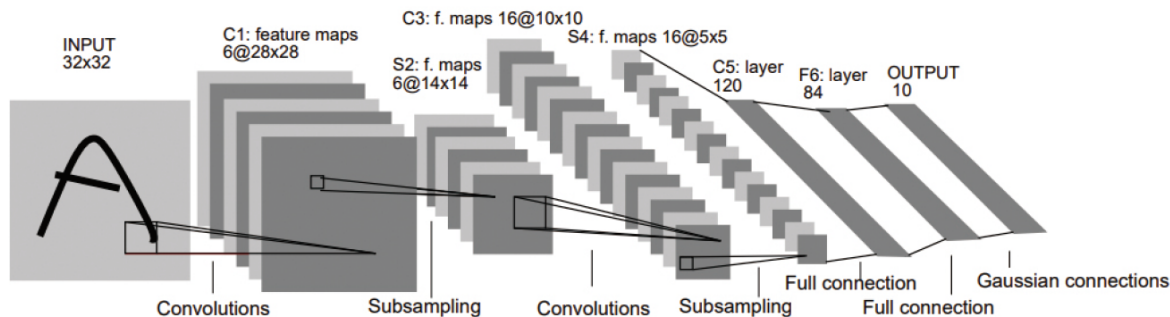 INPUT
32x32
C1: feature maps
6@28x28
S2: f. maps
6@14x14
C3: f. maps 16@10x10
S4: f. maps 16@5x5
C5: layer
120
F6: layer
84
OUTPUT
10
Convolutions
Subsampling
Convolutions
Subsampling
Full connection
Full connection
Gaussian connections